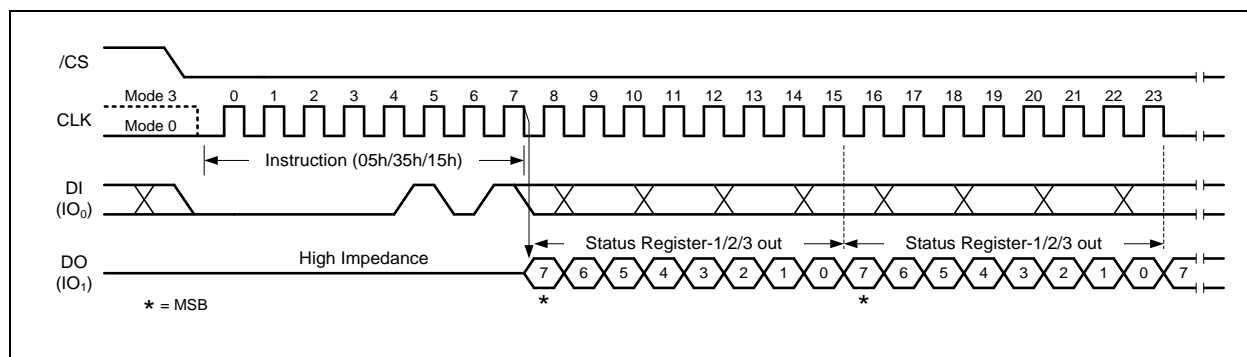 /CS
Mode 3
0 1 2 3 4 5 6 7 8 9 10 11 12 13 14 15 16 17 18 19 20 21 22 23
CLK
Mode 0
Instruction (05h/35h/15h)
DI
(IO₀)
Status Register-1/2/3 out
Status Register-1/2/3 out
High Impedance
DO
(IO₁)
7 6 5 4 3 2 1 0 7 6 5 4 3 2 1 0 7
* *
* = MSB